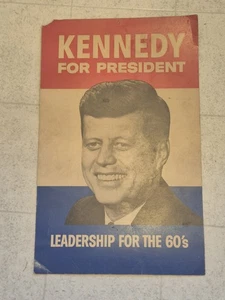 KENNEDY
FOR PRESIDENT
LEADERSHIP FOR THE 60's